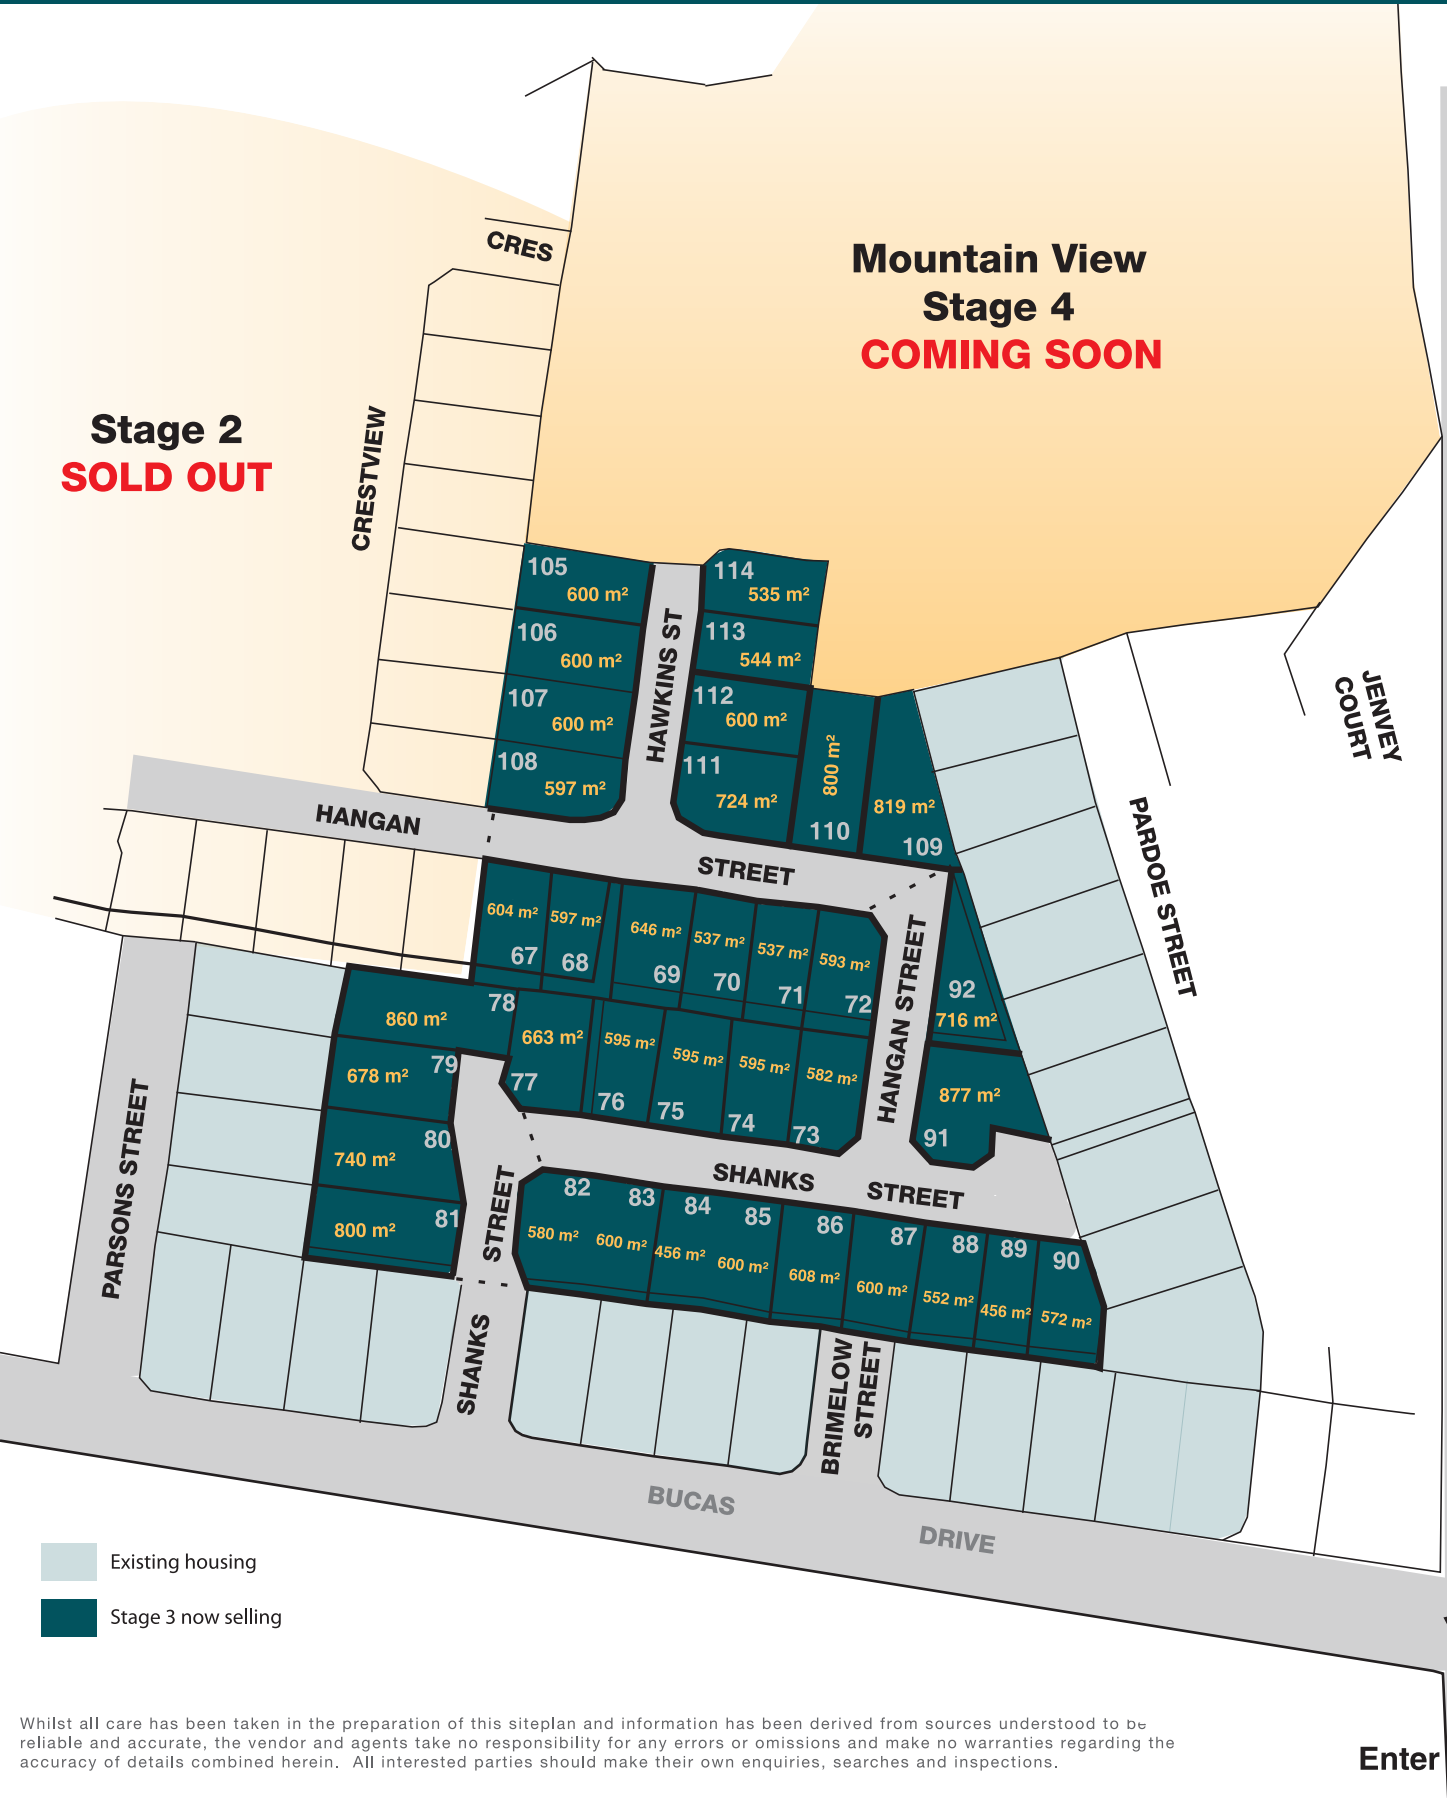 CRES
Mountain View
Stage 4
COMING SOON
CRESTVIEW
Stage 2
SOLD OUT
105
600 m²
106
600 m²
107
600 m²
108
597 m²
HAWKINS ST
114
535 m²
113
544 m²
112
600 m²
111
724 m²
800 m²
110
819 m²
109
JENVEY
COURT
PARDOE STREET
HANGAN
STREET
604 m²
67
597 m²
68
646 m²
69
537 m²
70
537 m²
71
593 m²
72
HANGAN STREET
92
716 m²
877 m²
91
78
860 m²
79
678 m²
80
740 m²
81
800 m²
663 m²
77
595 m²
76
595 m²
75
595 m²
74
582 m²
73
PARSONS STREET
SHANKS
STREET
STREET
SHANKS
82
580 m²
83
600 m²
84
456 m²
85
600 m²
86
608 m²
87
600 m²
88
552 m²
89
456 m²
90
572 m²
BRIMELOW
STREET
BUCAS
DRIVE
Existing housing
Stage 3 now selling
Whilst all care has been taken in the preparation of this siteplan and information has been derived from sources understood to be
reliable and accurate, the vendor and agents take no responsibility for any errors or omissions and make no warranties regarding the
accuracy of details combined herein. All interested parties should make their own enquiries, searches and inspections.
Enter